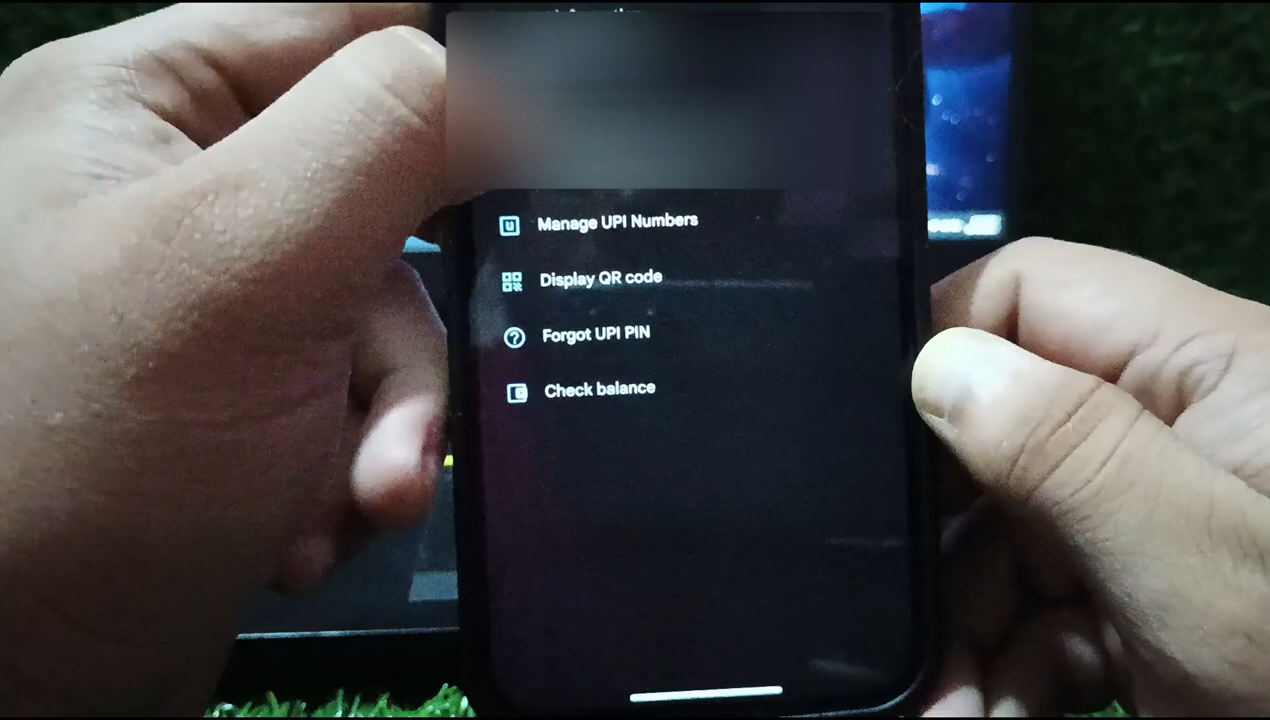 Manage UPI Numbers
Display QR code
Forgot UPI PIN
Check balance